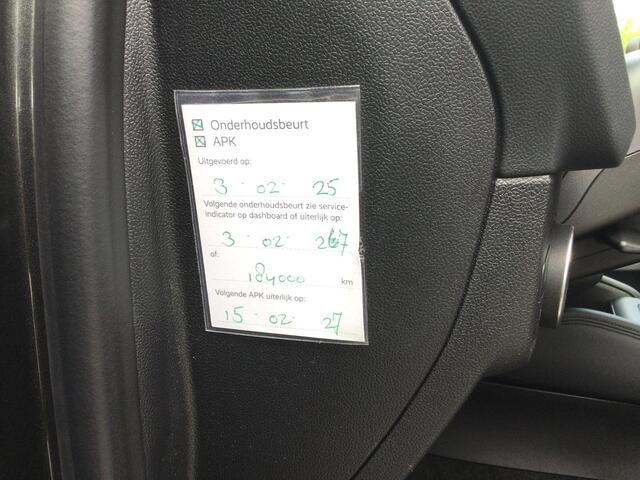 Onderhoudsbeurt
APK
Uitgevoerd op:
3 · 02 · 25
Volgende onderhoudsbeurt zie service-
indicator op dashboard of uiterlijk op:
3 · 02 · 27
of:
184000 km
Volgende APK uiterlijk op:
15 · 02 · 27